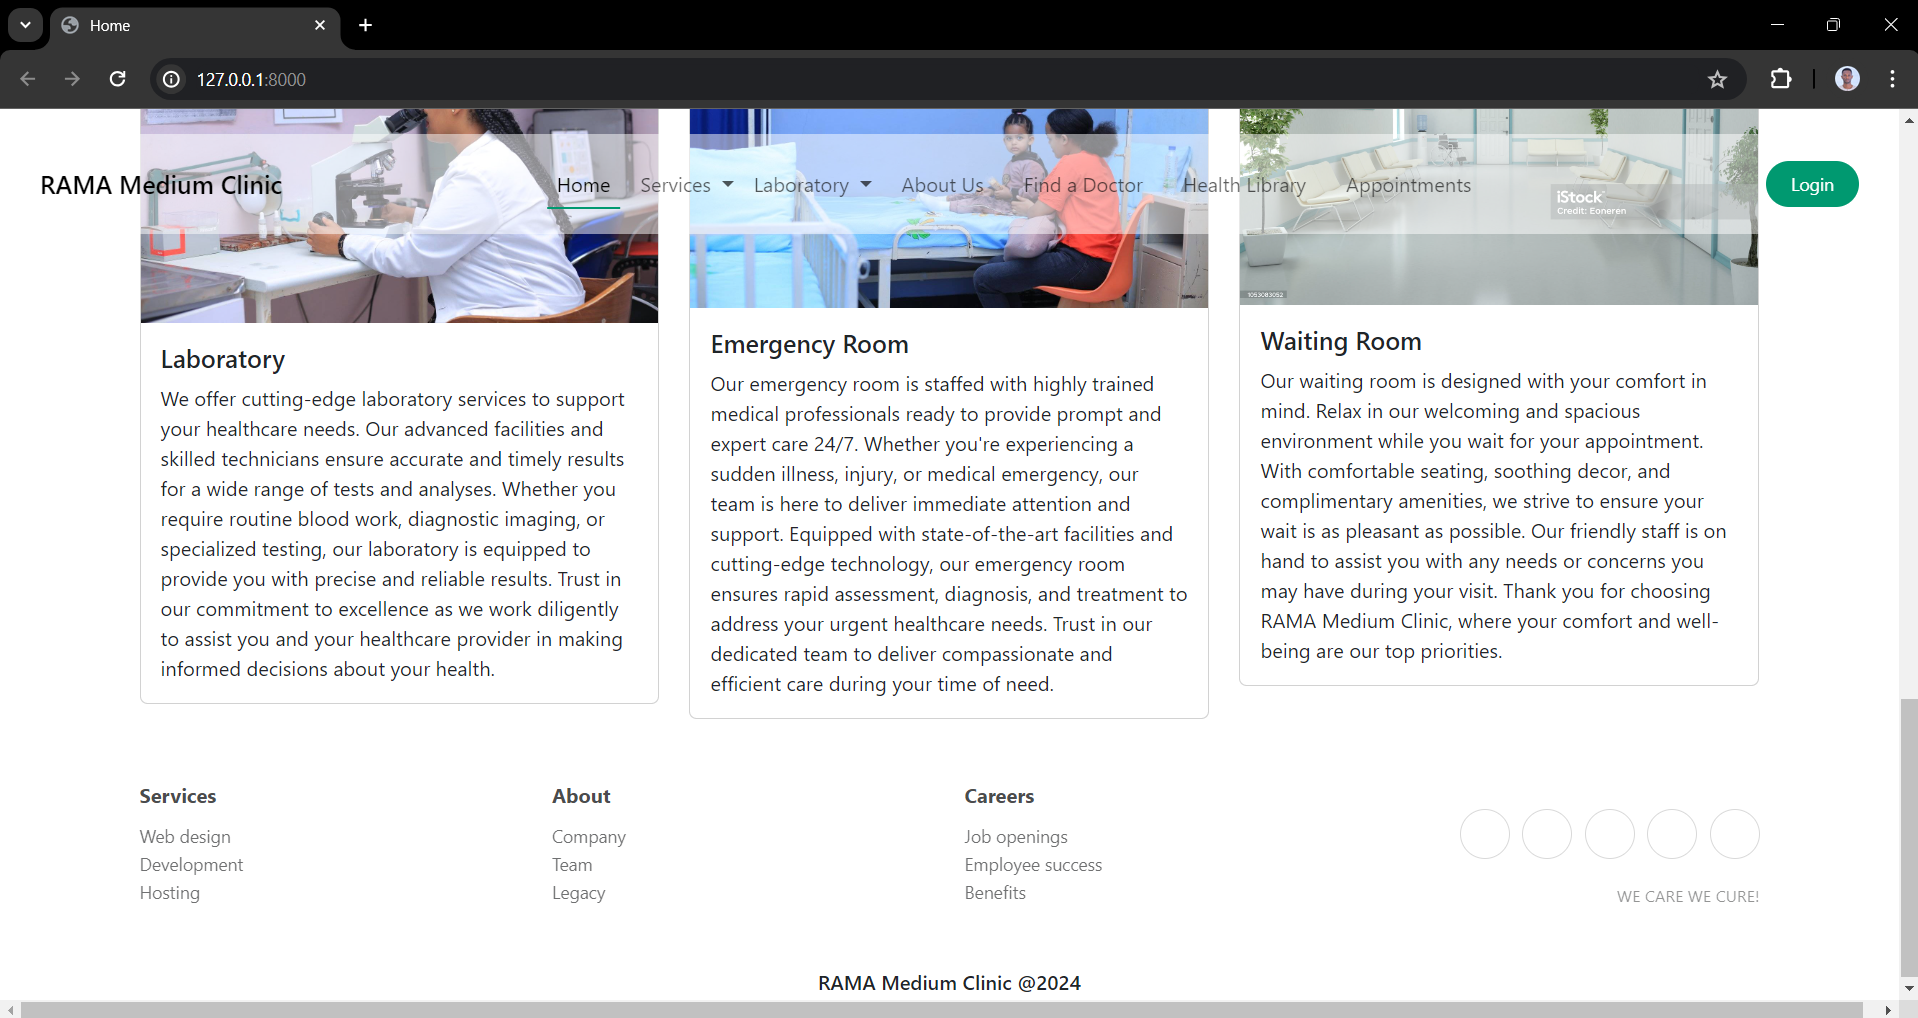 Home
127.0.0.1:8000
RAMA Medium Clinic
Home
Services
Laboratory
About Us
Find a Doctor
Health Library
Appointments
Login
iStock
Credit: Eoneren
1053083052
Laboratory
We offer cutting-edge laboratory services to support
your healthcare needs. Our advanced facilities and
skilled technicians ensure accurate and timely results
for a wide range of tests and analyses. Whether you
require routine blood work, diagnostic imaging, or
specialized testing, our laboratory is equipped to
provide you with precise and reliable results. Trust in
our commitment to excellence as we work diligently
to assist you and your healthcare provider in making
informed decisions about your health.
Emergency Room
Our emergency room is staffed with highly trained
medical professionals ready to provide prompt and
expert care 24/7. Whether you're experiencing a
sudden illness, injury, or medical emergency, our
team is here to deliver immediate attention and
support. Equipped with state-of-the-art facilities and
cutting-edge technology, our emergency room
ensures rapid assessment, diagnosis, and treatment to
address your urgent healthcare needs. Trust in our
dedicated team to deliver compassionate and
efficient care during your time of need.
Waiting Room
Our waiting room is designed with your comfort in
mind. Relax in our welcoming and spacious
environment while you wait for your appointment.
With comfortable seating, soothing decor, and
complimentary amenities, we strive to ensure your
wait is as pleasant as possible. Our friendly staff is on
hand to assist you with any needs or concerns you
may have during your visit. Thank you for choosing
RAMA Medium Clinic, where your comfort and well-
being are our top priorities.
Services
Web design
Development
Hosting
About
Company
Team
Legacy
Careers
Job openings
Employee success
Benefits
WE CARE WE CURE!
RAMA Medium Clinic @2024